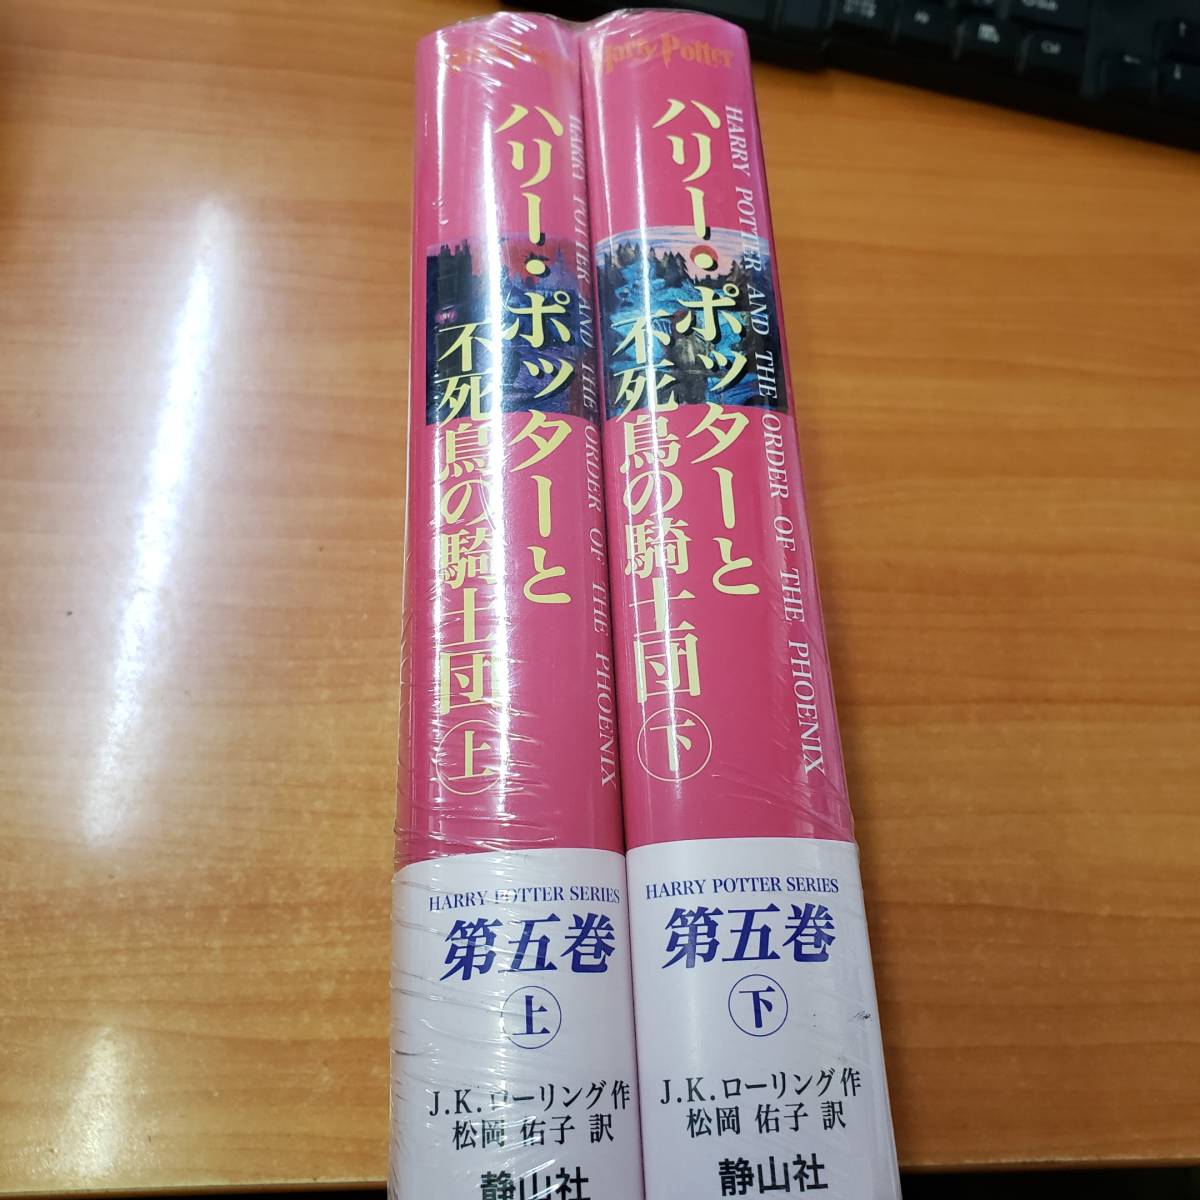 Harry Potter
ハリー・ポッターと
不死鳥の騎士団 上
HARRY POTTER AND THE ORDER OF THE PHOENIX
HARRY POTTER SERIES
第五巻
上
J.K.ローリング作
松岡 佑子 訳
静山社
Harry Potter
ハリー・ポッターと
不死鳥の騎士団 下
HARRY POTTER AND THE ORDER OF THE PHOENIX
HARRY POTTER SERIES
第五巻
下
J.K.ローリング作
松岡 佑子 訳
静山社